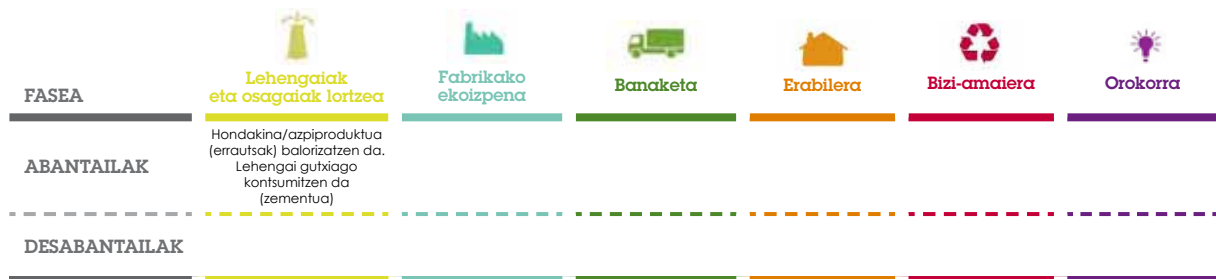 FASEA
Lehengaiak
eta osagaiak lortzea
Fabrikako
ekoizpena
Banaketa
Erabilera
Bizi-amaiera
Orokorra
ABANTAILAK
Hondakina/azpiproduktua
(errautsak) balorizatzen da.
Lehengai gutxiago
kontsumitzen da
(zementua)
DESABANTAILAK